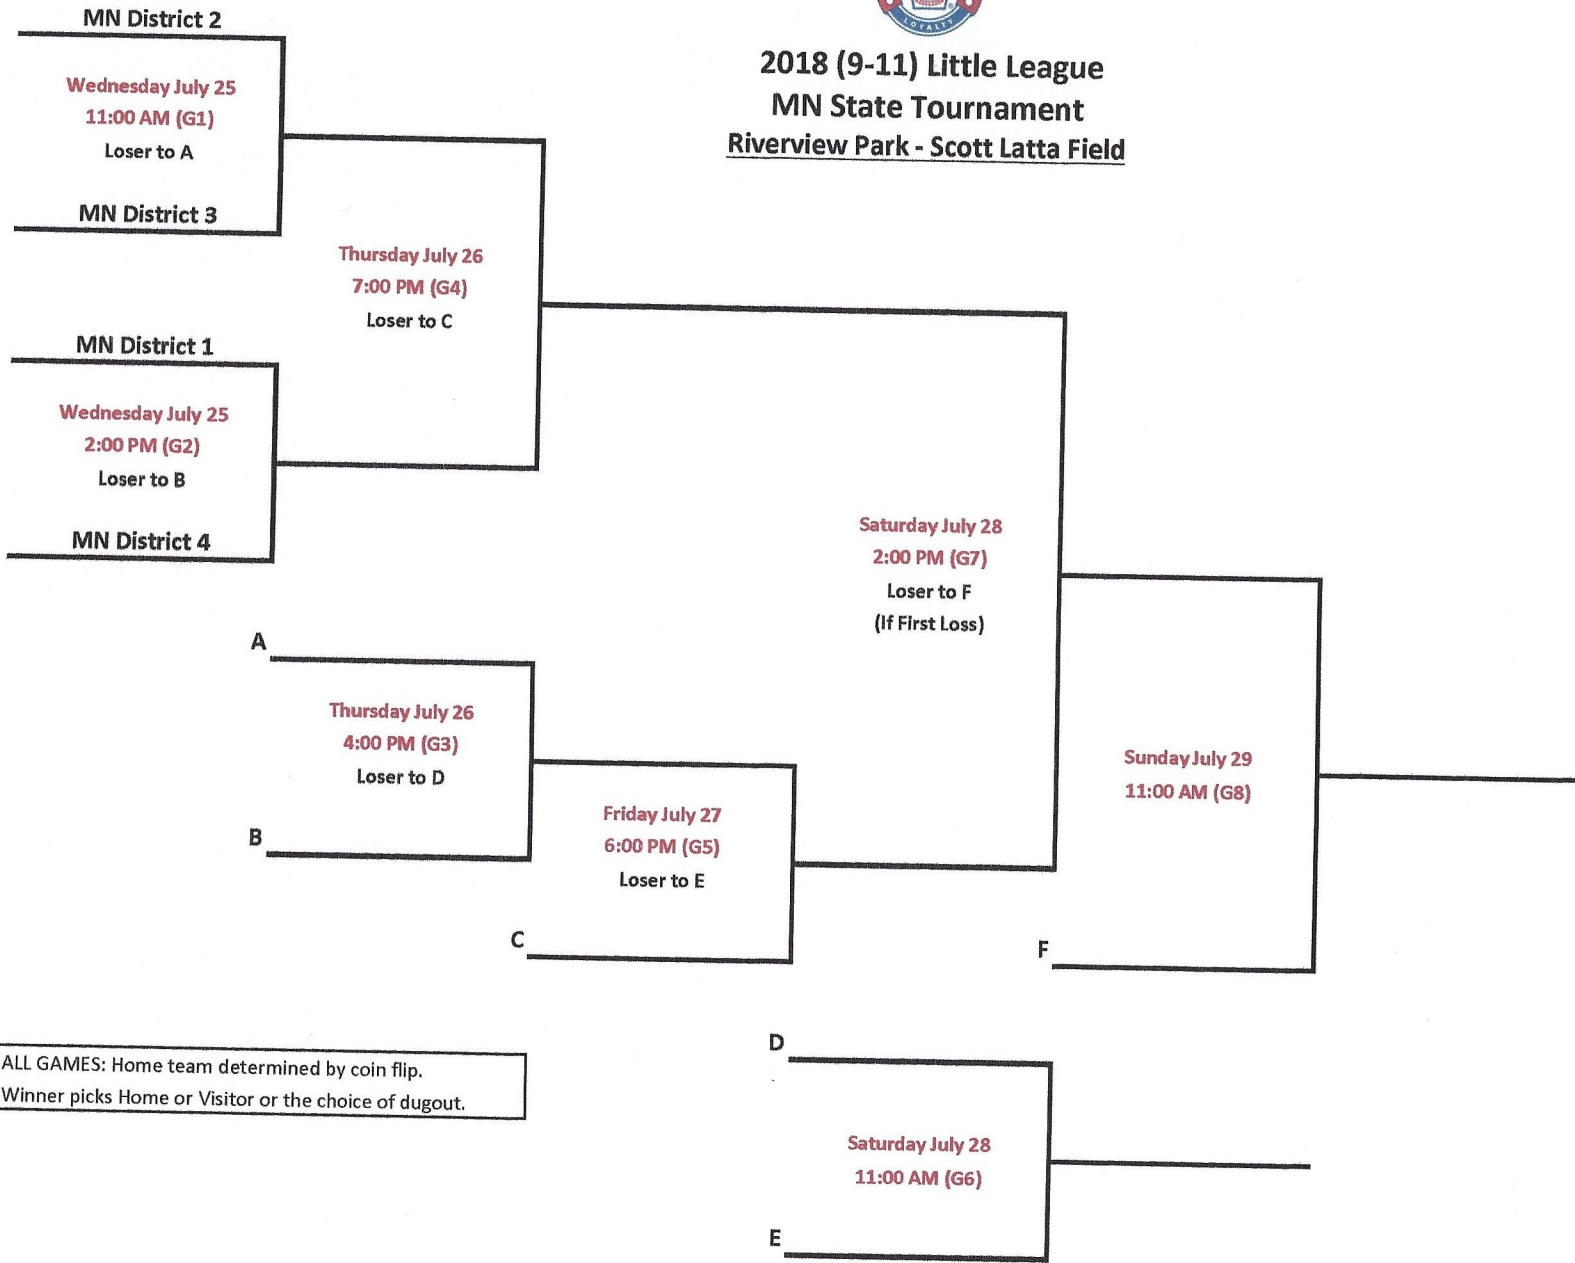 LOYALTY
2018 (9-11) Little League
MN State Tournament
Riverview Park - Scott Latta Field
MN District 2
Wednesday July 25
11:00 AM (G1)
Loser to A
MN District 3
Thursday July 26
7:00 PM (G4)
Loser to C
MN District 1
Wednesday July 25
2:00 PM (G2)
Loser to B
MN District 4
Saturday July 28
2:00 PM (G7)
Loser to F
(If First Loss)
A
Thursday July 26
4:00 PM (G3)
Loser to D
B
Friday July 27
6:00 PM (G5)
Loser to E
C
Sunday July 29
11:00 AM (G8)
F
D
Saturday July 28
11:00 AM (G6)
E
ALL GAMES: Home team determined by coin flip.
Winner picks Home or Visitor or the choice of dugout.